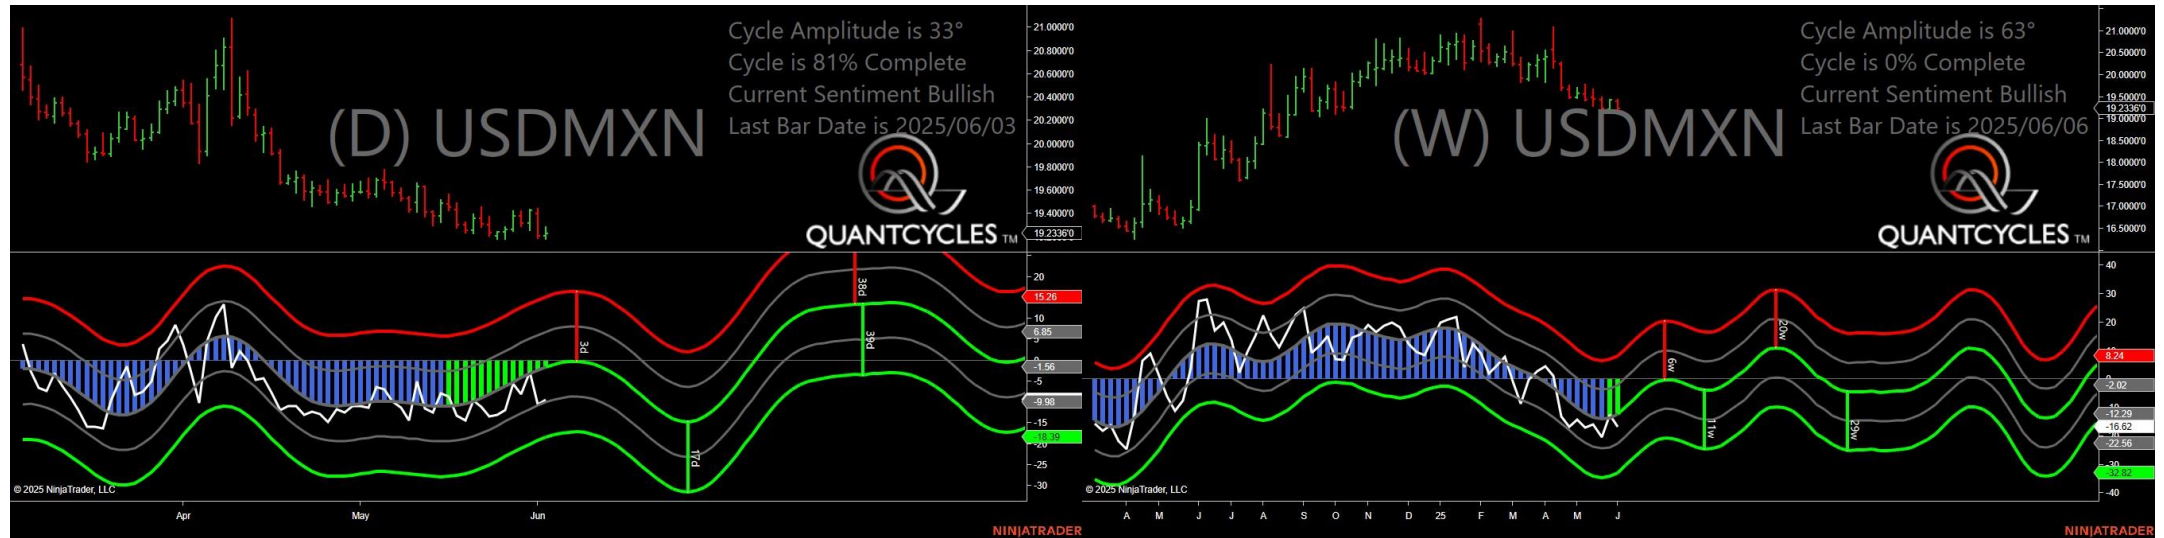 Cycle Amplitude is 33°
Cycle is 81% Complete
Current Sentiment Bullish
Last Bar Date is 2025/06/03
(D) USDMXN
QUANTCYCLES TM
21.0000'0
20.8000'0
20.6000'0
20.4000'0
20.2000'0
20.0000'0
19.8000'0
19.6000'0
19.4000'0
19.2336'0
20
15.26
10
6.85
5
-1.56
-5
-9.98
-15
-18.39
-20
-25
-30
3d
17d
38d
39d
© 2025 NinjaTrader, LLC
Apr May Jun
NINJATRADER
Cycle Amplitude is 63°
Cycle is 0% Complete
Current Sentiment Bullish
Last Bar Date is 2025/06/06
(W) USDMXN
QUANTCYCLES TM
21.0000'0
20.5000'0
20.0000'0
19.5000'0
19.2336'0
19.0000'0
18.5000'0
18.0000'0
17.5000'0
17.0000'0
16.5000'0
40
30
20
8.24
-2.02
-12.29
-16.62
-22.56
-30
-32.82
-40
6w
11w
20w
29w
© 2025 NinjaTrader, LLC
A M J J A S O N D 25 F M A M J
NINJATRADER